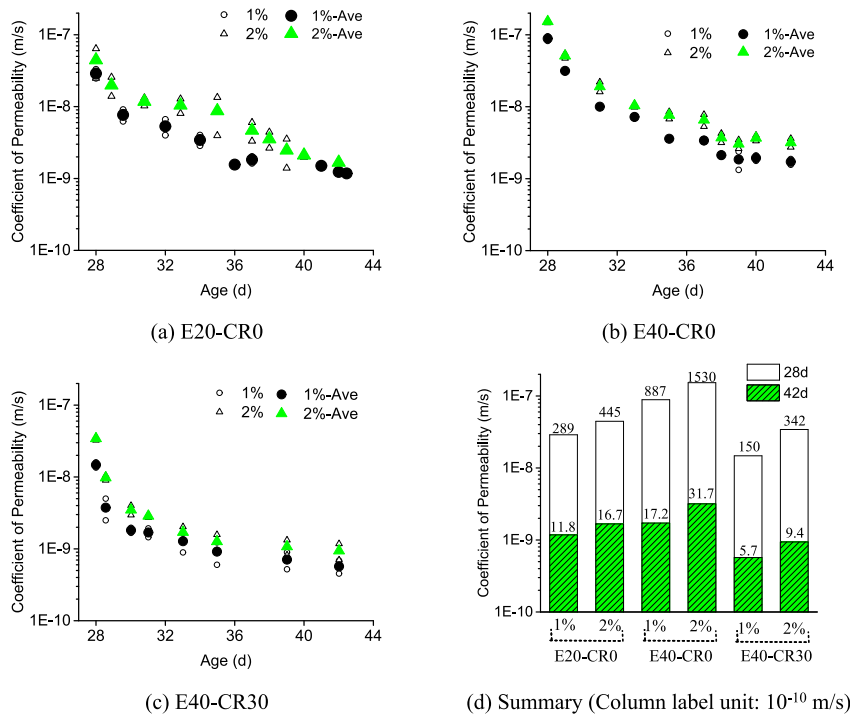 Coefficient of Permeability (m/s)
1E-7
1E-8
1E-9
1E-10
1% 1%-Ave
2% 2%-Ave
28 32 36 40 44
Age (d)
(a) E20-CR0
Coefficient of Permeability (m/s)
1E-7
1E-8
1E-9
1E-10
1% 1%-Ave
2% 2%-Ave
28 32 36 40 44
Age (d)
(b) E40-CR0
Coefficient of Permeability (m/s)
1E-7
1E-8
1E-9
1E-10
1% 1%-Ave
2% 2%-Ave
28 32 36 40 44
Age (d)
(c) E40-CR30
Coefficient of Permeability (m/s)
1E-7
1E-8
1E-9
1E-10
28d
42d
289 445 887 1530 150 342
11.8 16.7 17.2 31.7 5.7 9.4
1% 2% 1% 2% 1% 2%
E20-CR0 E40-CR0 E40-CR30
(d) Summary (Column label unit: 10⁻¹⁰ m/s)